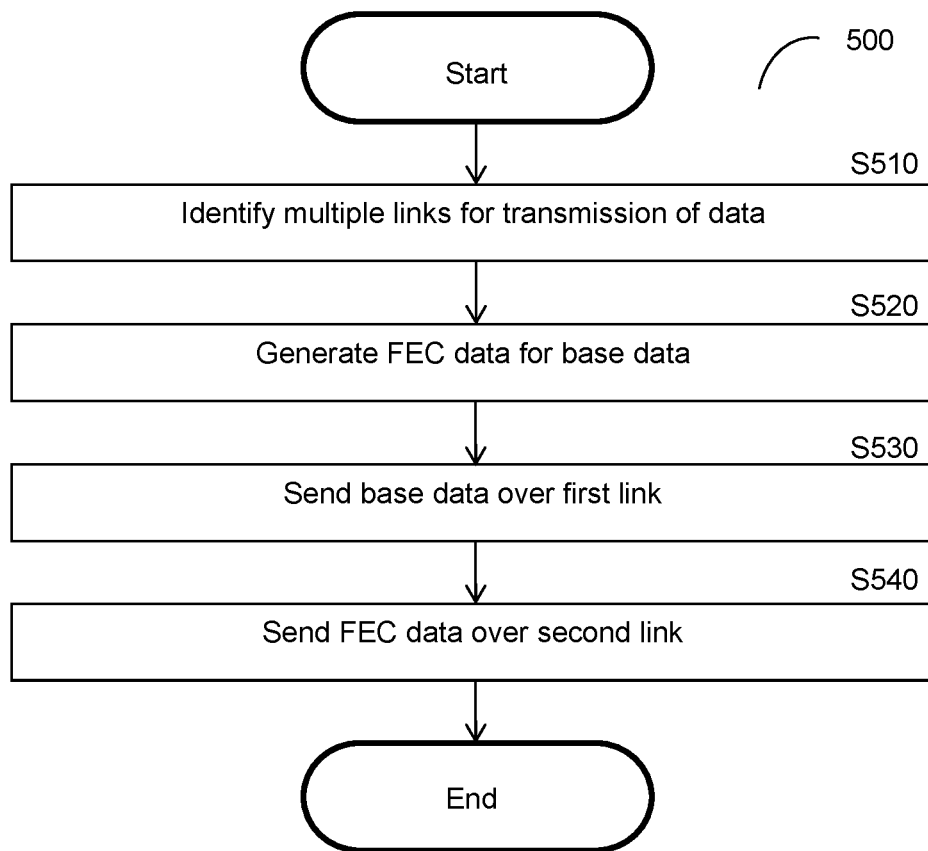 Start
500
S510
Identify multiple links for transmission of data
S520
Generate FEC data for base data
S530
Send base data over first link
S540
Send FEC data over second link
End